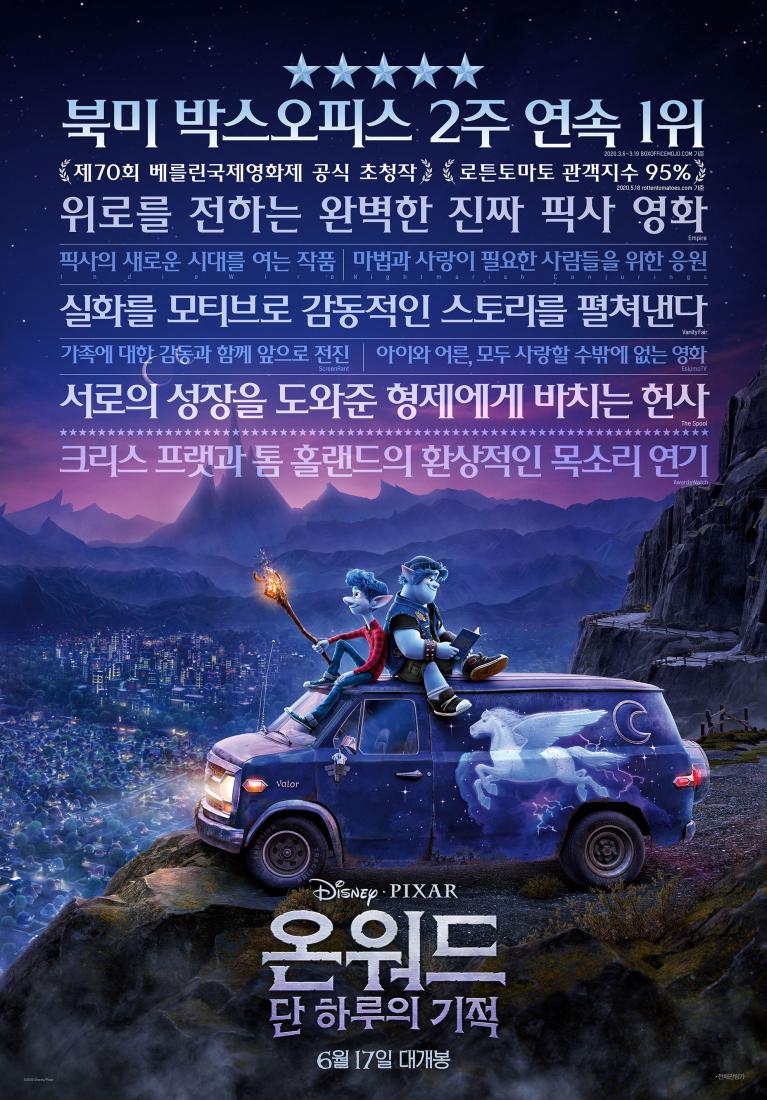 북미 박스오피스 2주 연속 1위
2020.3.6~3.19 BOXOFFICEMOJO.COM 기준
제70회 베를린국제영화제 공식 초청작 로튼토마토 관객지수 95%
2020.5.18 rottentomatoes.com 기준
위로를 전하는 완벽한 진짜 픽사 영화
Empire
픽사의 새로운 시대를 여는 작품 마법과 사랑이 필요한 사람들을 위한 응원
IndieWire Nightmarish Conjurings
실화를 모티브로 감동적인 스토리를 펼쳐낸다
Vanity Fair
가족에 대한 감동과 함께 앞으로 전진 아이와 어른, 모두 사랑할 수밖에 없는 영화
ScreenRant EskimoTV
서로의 성장을 도와준 형제에게 바치는 헌사
The Spool
크리스 프랫과 톰 홀랜드의 환상적인 목소리 연기
AwardsWatch
Valor
Disney · PIXAR
온워드
단 하루의 기적
6월 17일 대개봉
©2020 Disney/Pixar
전체관람가